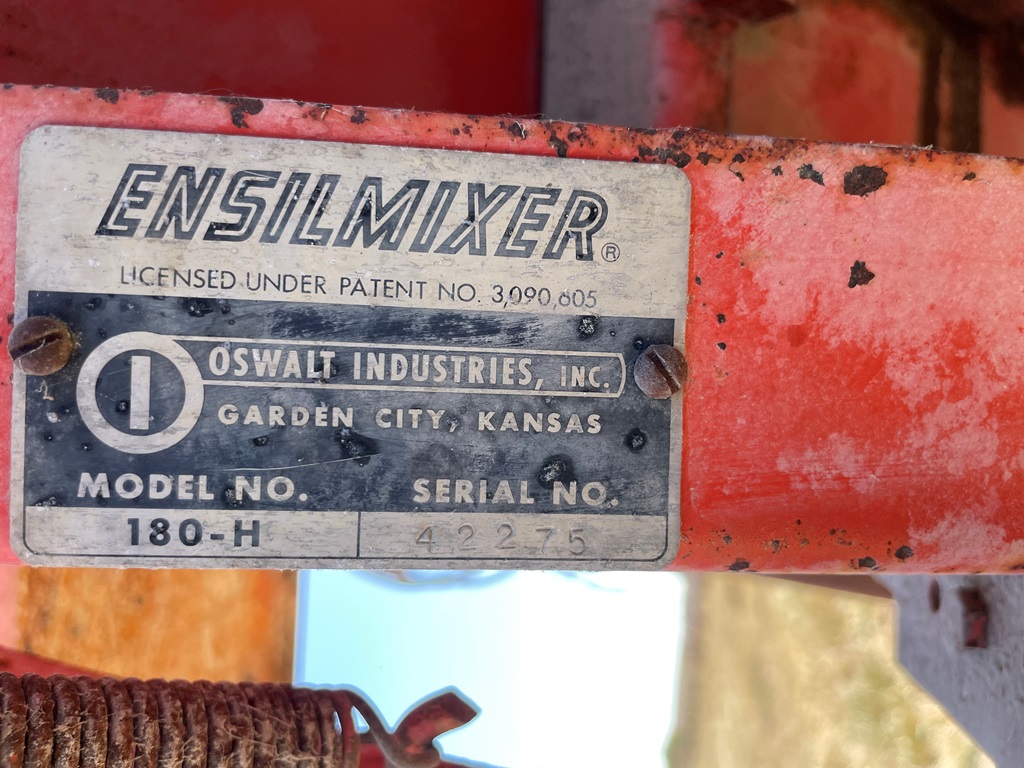 ENSILMIXER®
LICENSED UNDER PATENT NO. 3,090,605
OSWALT INDUSTRIES, INC.
GARDEN CITY, KANSAS
MODEL NO. SERIAL NO.
180-H 42275